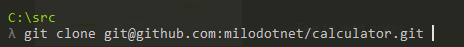 C:\src
λ git clone git@github.com:milodotnet/calculator.git